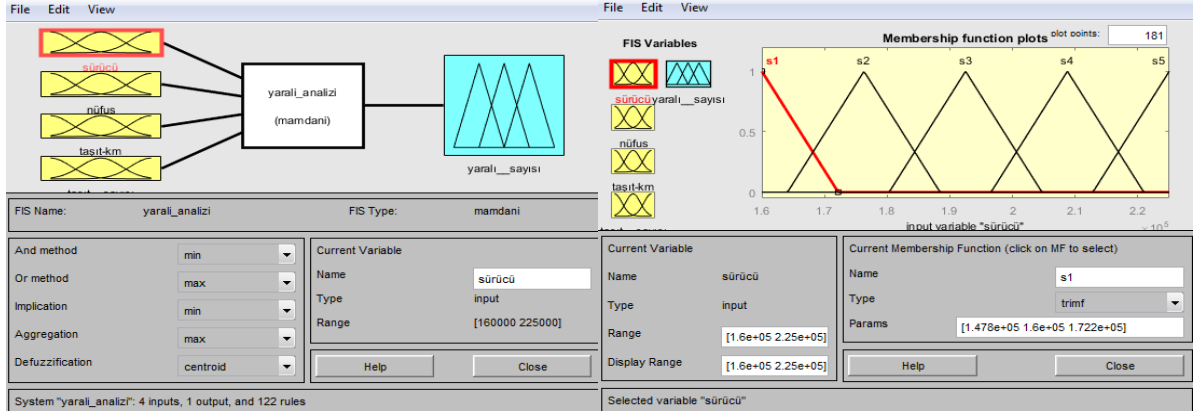 File Edit View
sürücü
nüfus
taşıt-km
yarali_analizi
(mamdani)
yaralı__sayısı
FIS Name: yarali_analizi FIS Type: mamdani
And method min
Or method max
Implication min
Aggregation max
Defuzzification centroid
Current Variable
Name sürücü
Type input
Range [160000 225000]
Help Close
System "yarali_analizi": 4 inputs, 1 output, and 122 rules
File Edit View
FIS Variables
sürücü yaralı__sayısı
nüfus
taşıt-km
Membership function plots plot points: 181
s1 s2 s3 s4 s5
1
0.5
0
1.6 1.7 1.8 1.9 2 2.1 2.2
input variable "sürücü" × 10^5
Current Variable
Name sürücü
Type input
Range [1.6e+05 2.25e+05]
Display Range [1.6e+05 2.25e+05]
Current Membership Function (click on MF to select)
Name s1
Type trimf
Params [1.478e+05 1.6e+05 1.722e+05]
Help Close
Selected variable "sürücü"